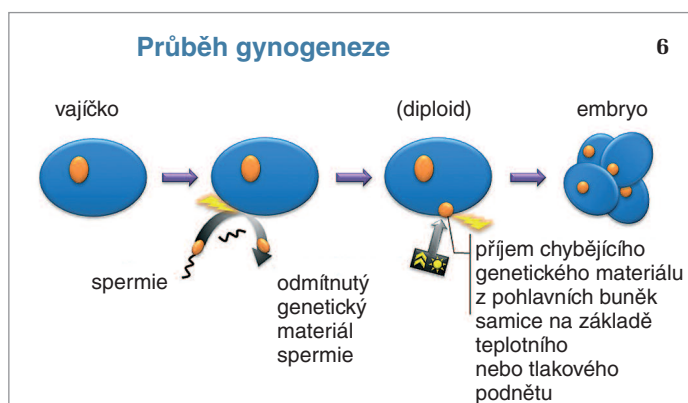 Průběh gynogeneze
6
vajíčko
(diploid)
embryo
spermie
odmítnutý
genetický
materiál
spermie
příjem chybějícího
genetického materiálu
z pohlavních buněk
samice na základě
teplotního
nebo tlakového
podnětu